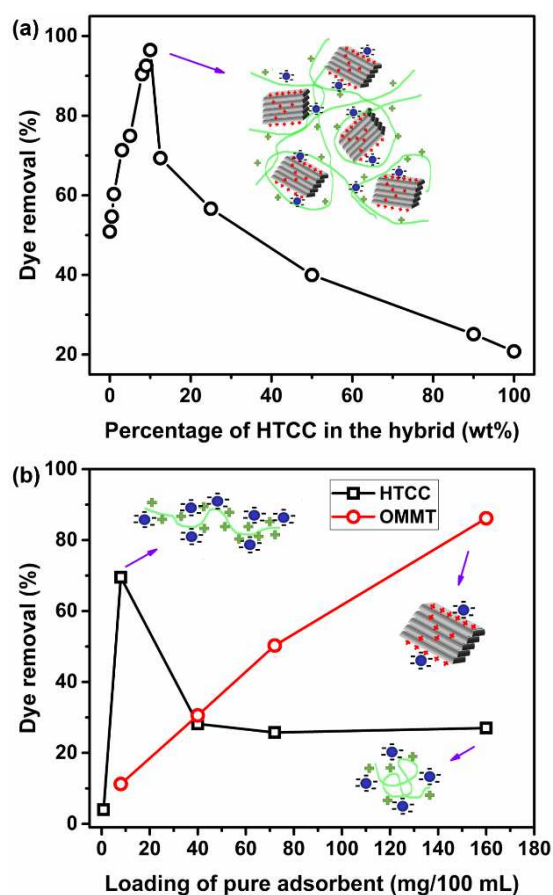 (a)
100
80
60
40
20
Dye removal (%)
0 20 40 60 80 100
Percentage of HTCC in the hybrid (wt%)
(b)
100
80
60
40
20
0
Dye removal (%)
HTCC
OMMT
0 20 40 60 80 100 120 140 160 180
Loading of pure adsorbent (mg/100 mL)